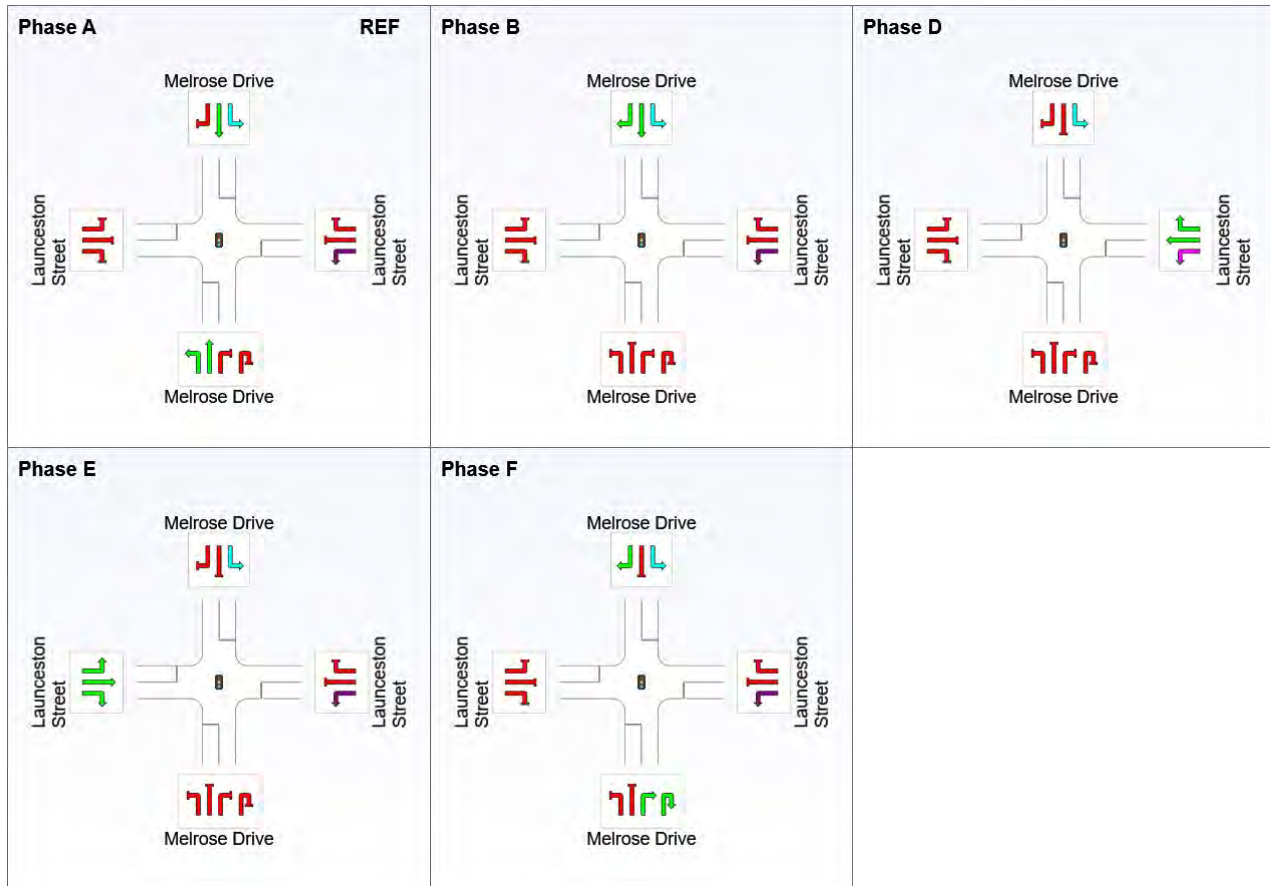 Phase A REF
Melrose Drive
Launceston
Street
Launceston
Street
Melrose Drive
Phase B
Melrose Drive
Launceston
Street
Launceston
Street
Melrose Drive
Phase D
Melrose Drive
Launceston
Street
Launceston
Street
Melrose Drive
Phase E
Melrose Drive
Launceston
Street
Launceston
Street
Melrose Drive
Phase F
Melrose Drive
Launceston
Street
Launceston
Street
Melrose Drive